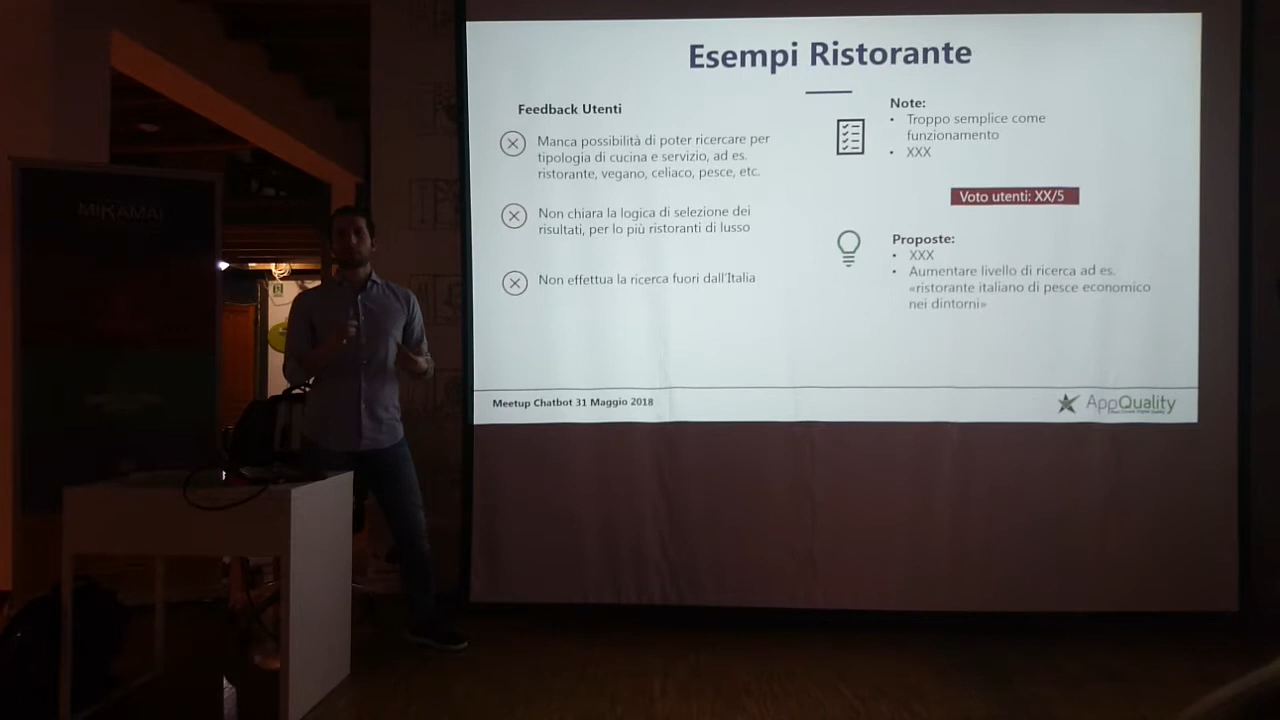 Esempi Ristorante
Feedback Utenti
Manca possibilità di poter ricercare per
tipologia di cucina e servizio, ad es.
ristorante, vegano, celiaco, pesce, etc.
Non chiara la logica di selezione dei
risultati, per lo più ristoranti di lusso
Non effettua la ricerca fuori dall'Italia
Note:
• Troppo semplice come
funzionamento
• XXX
Voto utenti: XX/5
Proposte:
• XXX
• Aumentare livello di ricerca ad es.
«ristorante italiano di pesce economico
nei dintorni»
Meetup Chatbot 31 Maggio 2018
AppQuality
MIRAMAI